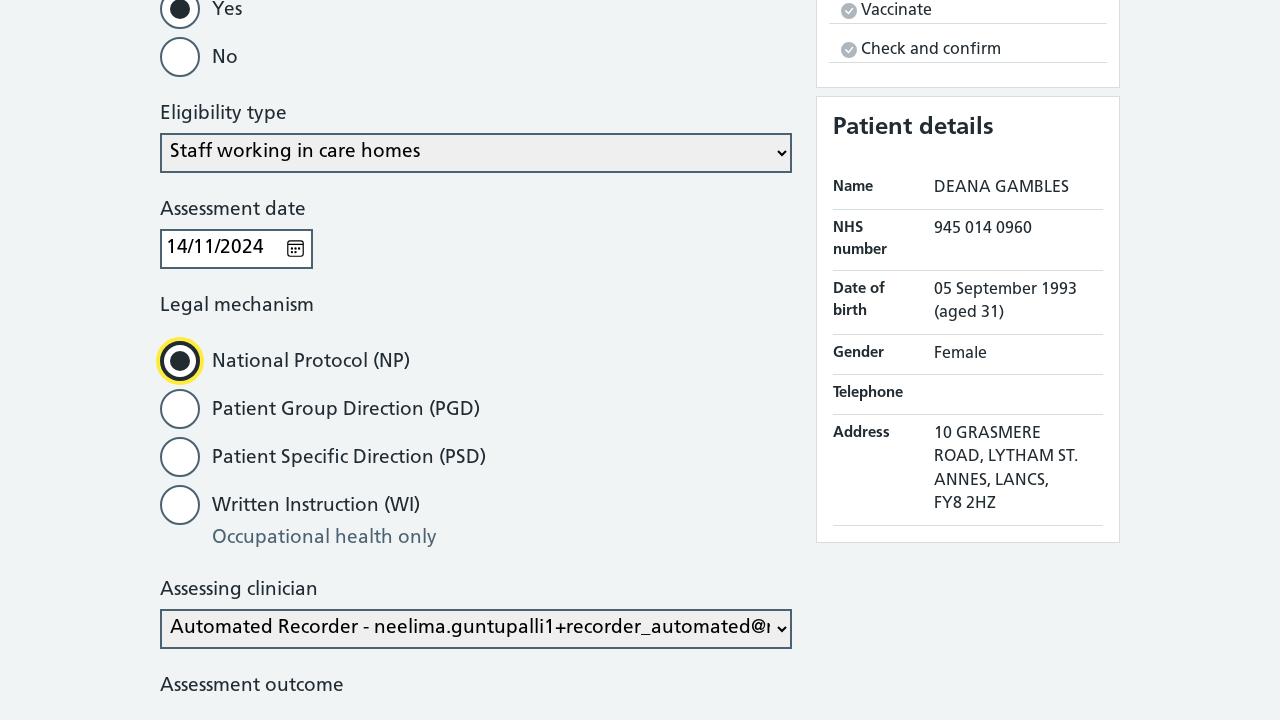 Yes
No
Eligibility type
Staff working in care homes
Assessment date
14/11/2024
Legal mechanism
National Protocol (NP)
Patient Group Direction (PGD)
Patient Specific Direction (PSD)
Written Instruction (WI)
Occupational health only
Assessing clinician
Automated Recorder - neelima.guntupalli1+recorder_automated@
Assessment outcome
Vaccinate
Check and confirm
Patient details
Name DEANA GAMBLES
NHS number 945 014 0960
Date of birth 05 September 1993
(aged 31)
Gender Female
Telephone
Address 10 GRASMERE
ROAD, LYTHAM ST.
ANNES, LANCS,
FY8 2HZ